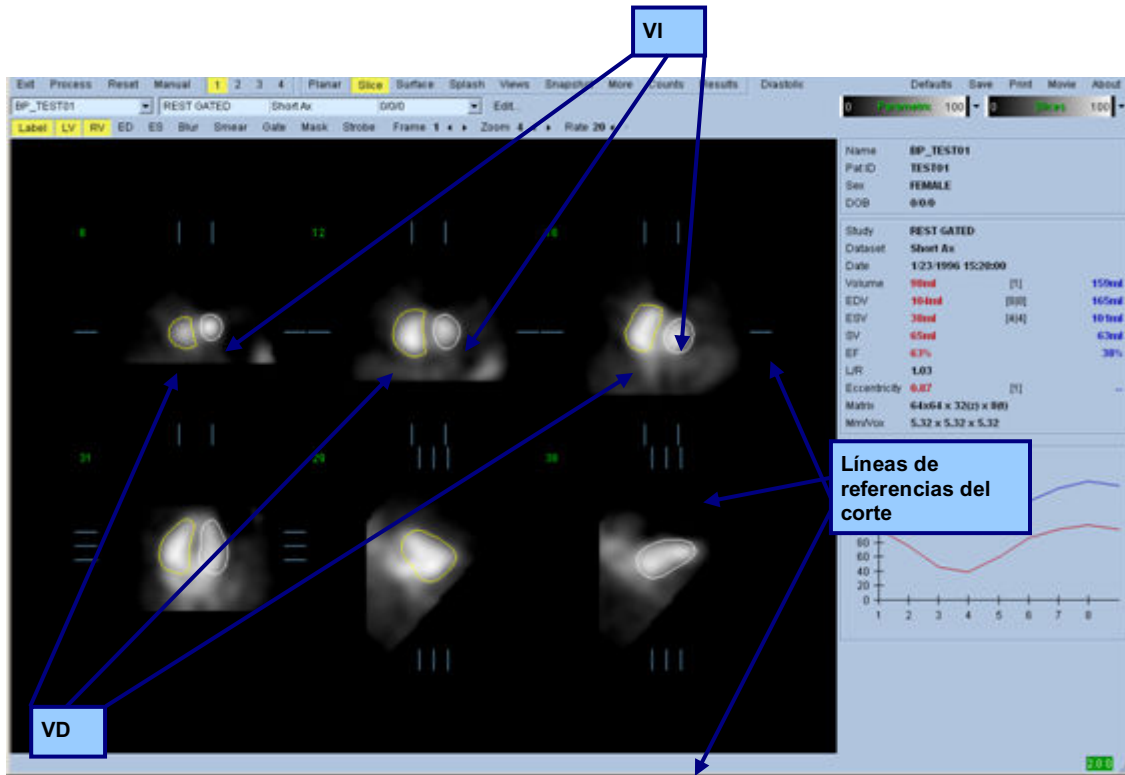 VI
Exit Process Reset Manual 1 2 3 4 Planar Slice Surface Splash Views Snapshot More Counts Results Diastolic Defaults Save Print Movie About
BP_TEST01 REST GATED Short Ax 0/0/0 Edit...
0 Parametric 100 0 Slices 100
Label LV RV ED ES Blur Smear Gate Mask Strobe Frame 1 Zoom 4 Rate 20
Name BP_TEST01
Pat ID TEST01
Sex FEMALE
DOB 0/0/0
8 12 16
Study REST GATED
Dataset Short Ax
Date 1/23/1996 15:20:00
Volume 98ml [1] 159ml
EDV 104ml [8|8] 165ml
ESV 38ml [4|4] 101ml
SV 65ml 63ml
EF 63% 38%
L/R 1.03
Eccentricity 0.87 [1] --
Matrix 64x64 x 32(z) x 8(t)
Mm/Vox 5.32 x 5.32 x 5.32
31 29 38
Líneas de
referencias del
corte
80
60
40
20
0
1 2 3 4 5 6 7 8
VD
2.0.0